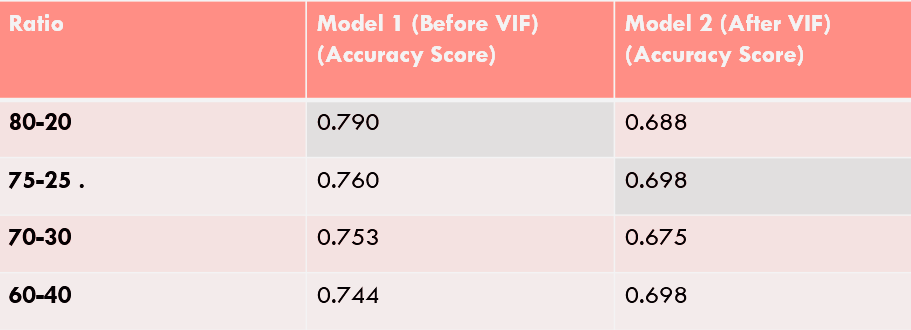 Ratio Model 1 (Before VIF) Model 2 (After VIF)
(Accuracy Score) (Accuracy Score)
80-20 0.790 0.688
75-25 . 0.760 0.698
70-30 0.753 0.675
60-40 0.744 0.698